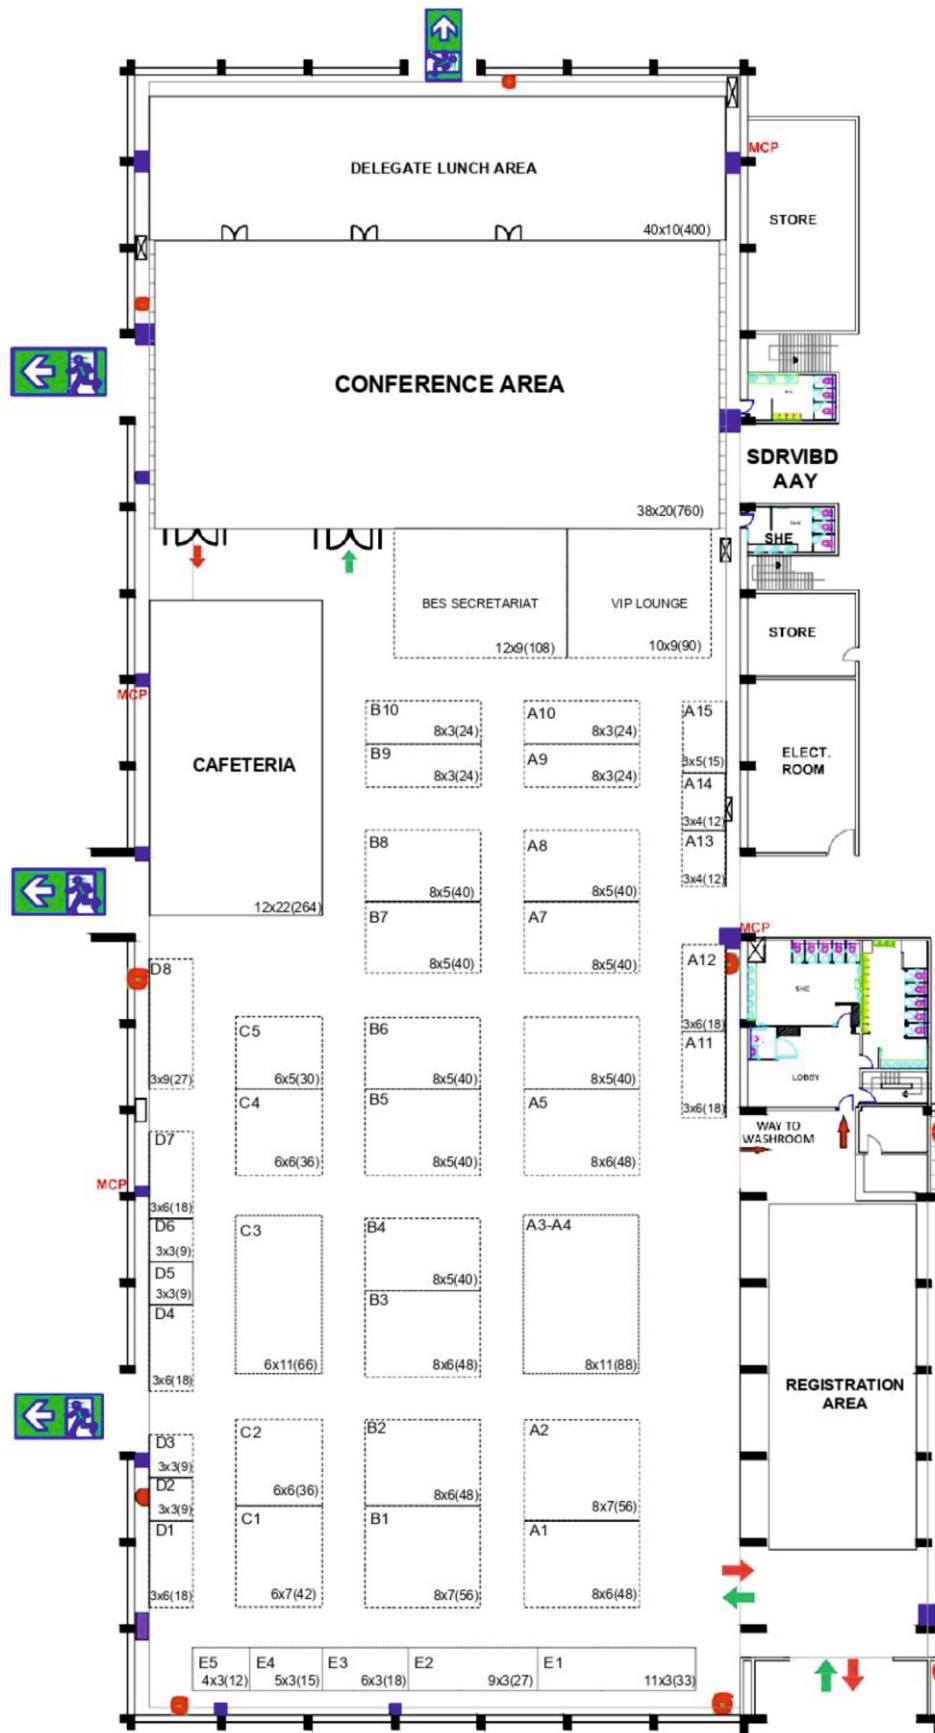 DELEGATE LUNCH AREA
40x10(400)
MCP
STORE
CONFERENCE AREA
38x20(760)
SDRVIBD
AAY
SHE
SHE
BES SECRETARIAT
12x9(108)
VIP LOUNGE
10x9(90)
STORE
MCP
CAFETERIA
12x22(264)
B10
8x3(24)
B9
8x3(24)
A10
8x3(24)
A9
8x3(24)
A15
3x5(15)
A14
3x4(12)
A13
3x4(12)
ELECT.
ROOM
B8
8x5(40)
B7
8x5(40)
A8
8x5(40)
A7
8x5(40)
MCP
A12
3x6(18)
A11
3x6(18)
SHE
LOBBY
WAY TO
WASHROOM
D8
3x9(27)
C5
6x5(30)
C4
6x6(36)
B6
8x5(40)
B5
8x5(40)
8x5(40)
A5
8x6(48)
D7
3x6(18)
MCP
D6
3x3(9)
D5
3x3(9)
D4
3x6(18)
C3
6x11(66)
B4
8x5(40)
B3
8x6(48)
A3-A4
8x11(88)
REGISTRATION
AREA
D3
3x3(9)
D2
3x3(9)
D1
3x6(18)
C2
6x6(36)
C1
6x7(42)
B2
8x6(48)
B1
8x7(56)
A2
8x7(56)
A1
8x6(48)
E5
4x3(12)
E4
5x3(15)
E3
6x3(18)
E2
9x3(27)
E1
11x3(33)